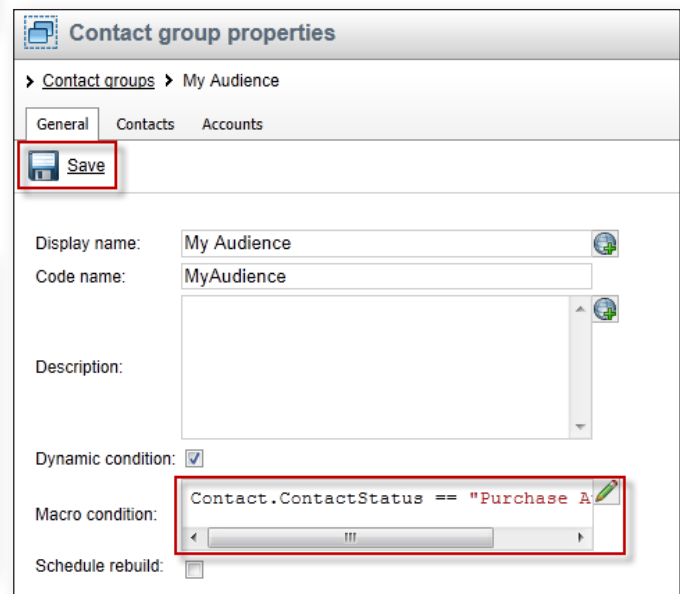 Contact group properties
Contact groups > My Audience
General Contacts Accounts
Save
Display name: My Audience
Code name: MyAudience
Description:
Dynamic condition:
Macro condition: Contact.ContactStatus == "Purchase
Schedule rebuild: